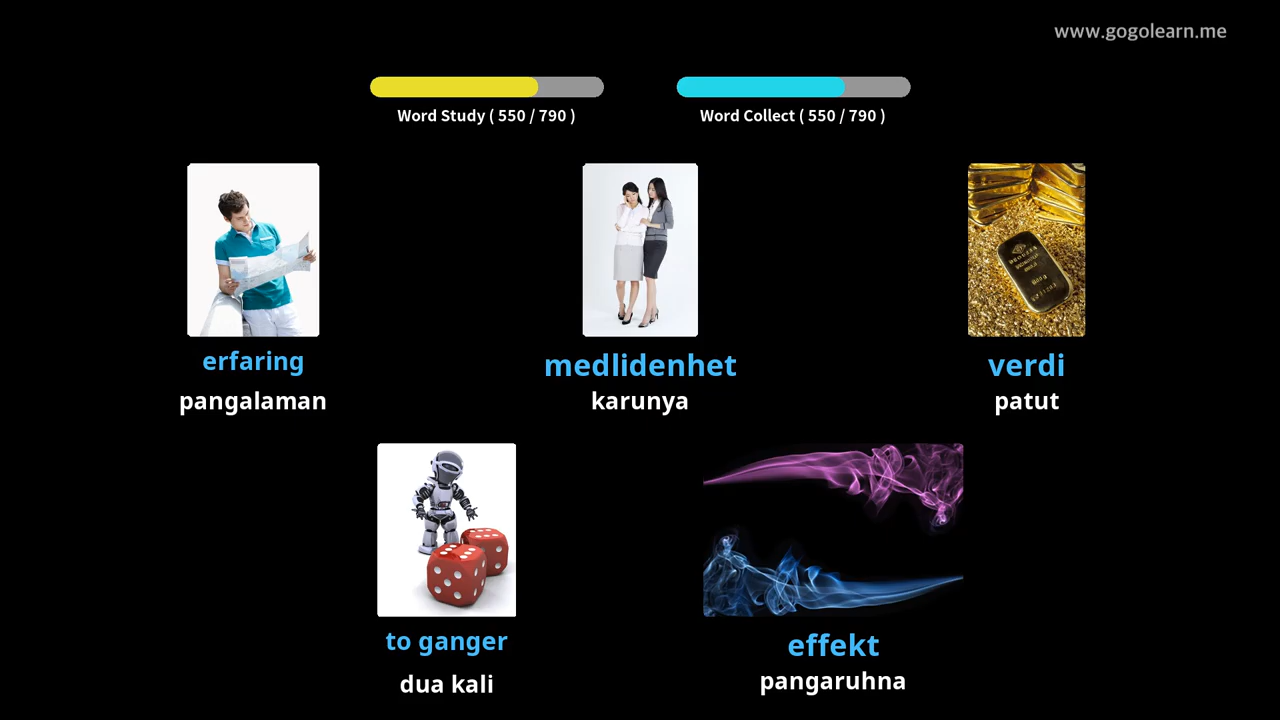 www.gogolearn.me
Word Study ( 550 / 790 )
Word Collect ( 550 / 790 )
erfaring
pangalaman
medlidenhet
karunya
verdi
patut
to ganger
dua kali
effekt
pangaruhna